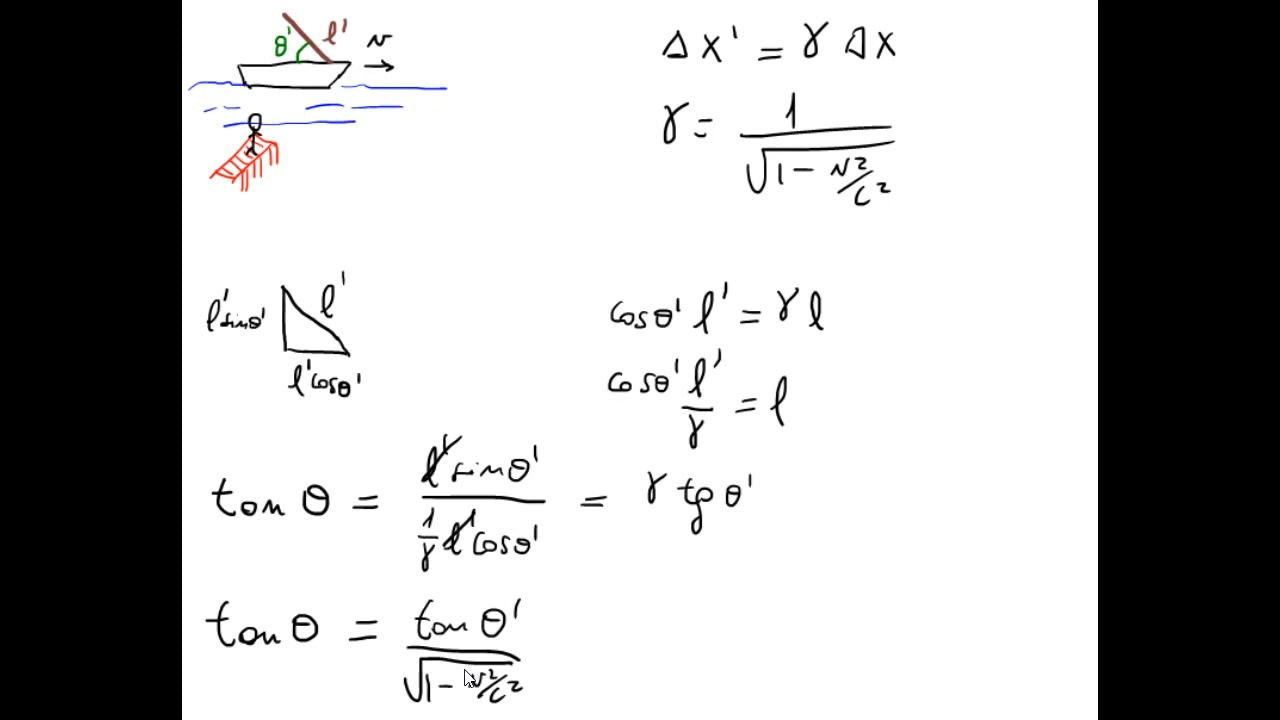 θ' l' v
Δx' = γ Δx
γ = 1 / √(1 - v²/c²)
l' sinθ' l'
l' cosθ'
cosθ' l' = γ l
cosθ' l'/γ = l
tan θ = l' sinθ' / (1/γ l' cosθ') = γ tg θ'
tan θ = tan θ' / √(1 - v²/c²)